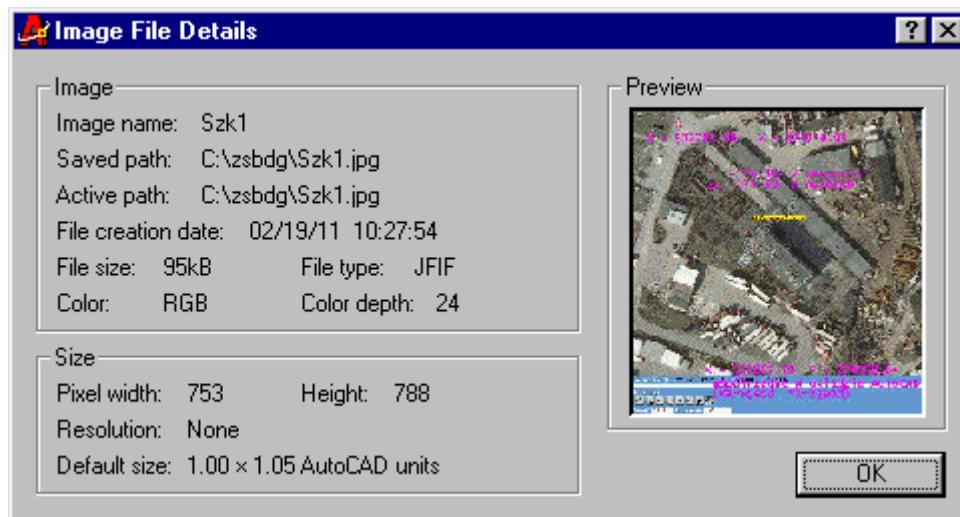 Image File Details
Image
Image name: Szk1
Saved path: C:\zsbdg\Szk1.jpg
Active path: C:\zsbdg\Szk1.jpg
File creation date: 02/19/11 10:27:54
File size: 95kB File type: JFIF
Color: RGB Color depth: 24
Size
Pixel width: 753 Height: 788
Resolution: None
Default size: 1.00 × 1.05 AutoCAD units
Preview
OK